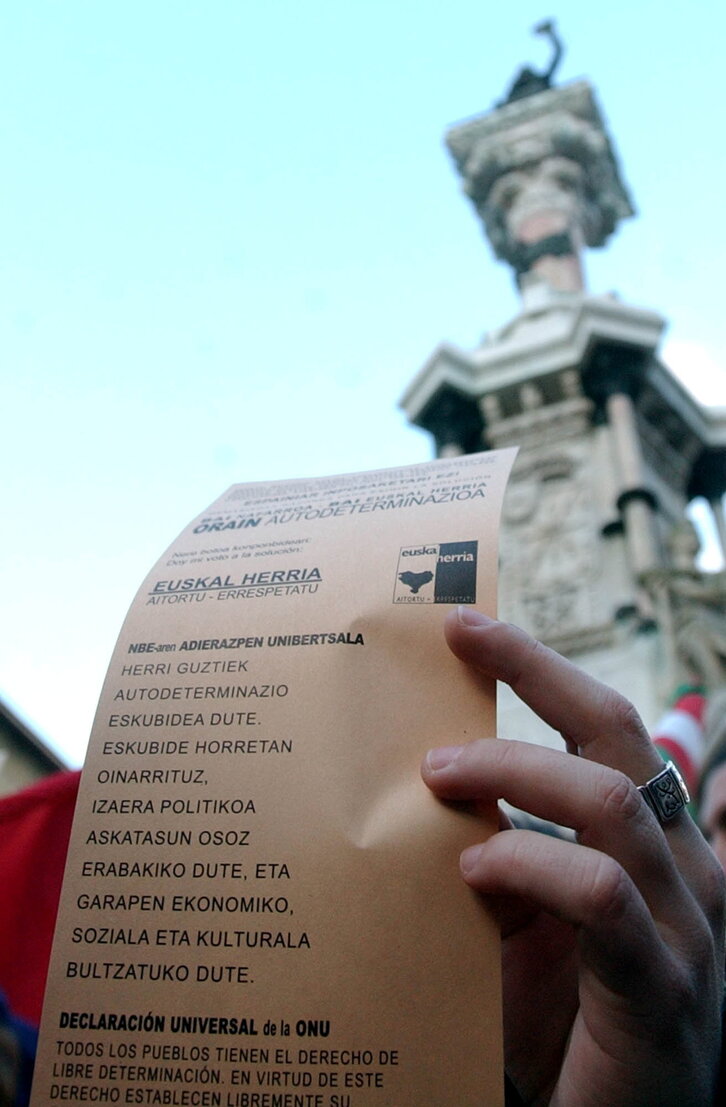 ESPAINIAR INPOSAKETARI EZ!
ORAIN AUTODETERMINAZIOA
Nere botoa konponbideari:
Doy mi voto a la solución:
EUSKAL HERRIA
AITORTU - ERRESPETATU
euskal herria
AITORTU - ERRESPETATU
NBE-aren ADIERAZPEN UNIBERTSALA
HERRI GUZTIEK
AUTODETERMINAZIO
ESKUBIDEA DUTE.
ESKUBIDE HORRETAN
OINARRITUZ,
IZAERA POLITIKOA
ASKATASUN OSOZ
ERABAKIKO DUTE, ETA
GARAPEN EKONOMIKO,
SOZIALA ETA KULTURALA
BULTZATUKO DUTE.
DECLARACIÓN UNIVERSAL de la ONU
TODOS LOS PUEBLOS TIENEN EL DERECHO DE
LIBRE DETERMINACIÓN. EN VIRTUD DE ESTE
DERECHO ESTABLECEN LIBREMENTE SU